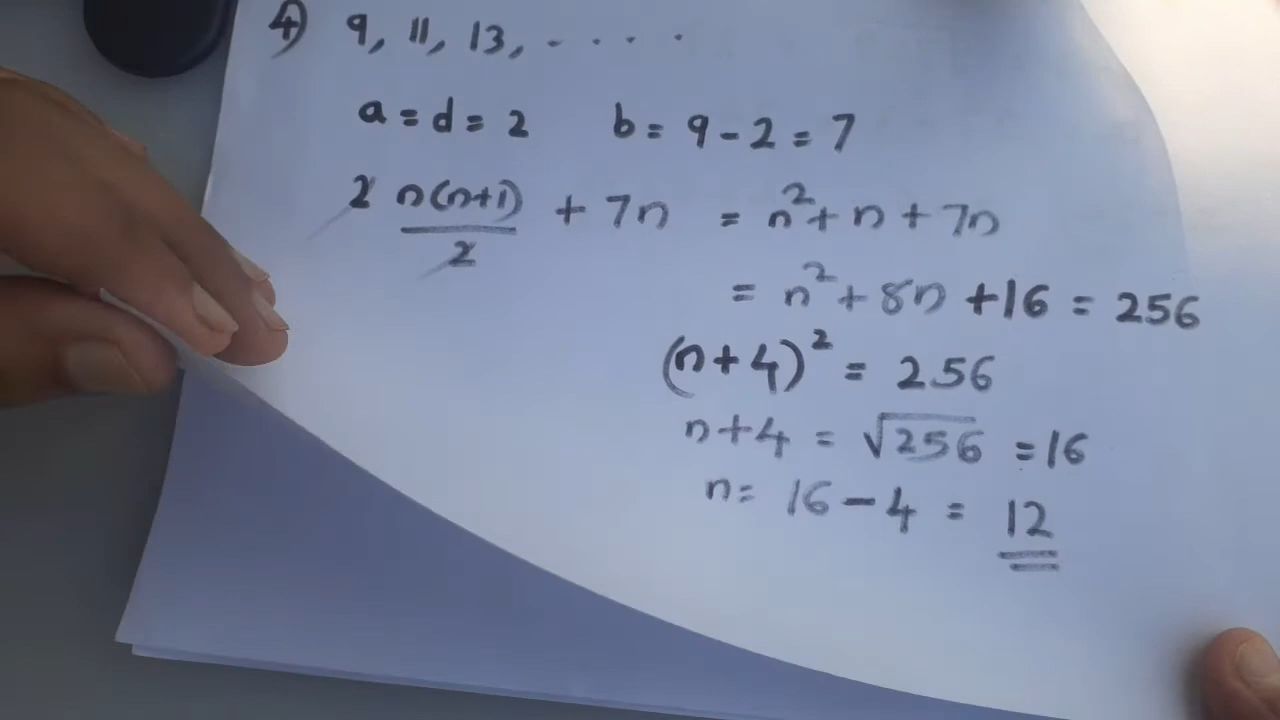 ④ 9, 11, 13, . . . . .
a = d = 2 b = 9 - 2 = 7
2 n(n+1)/2 + 7n = n² + n + 7n
= n² + 8n + 16 = 256
(n+4)² = 256
n+4 = √256 = 16
n = 16 - 4 = 12